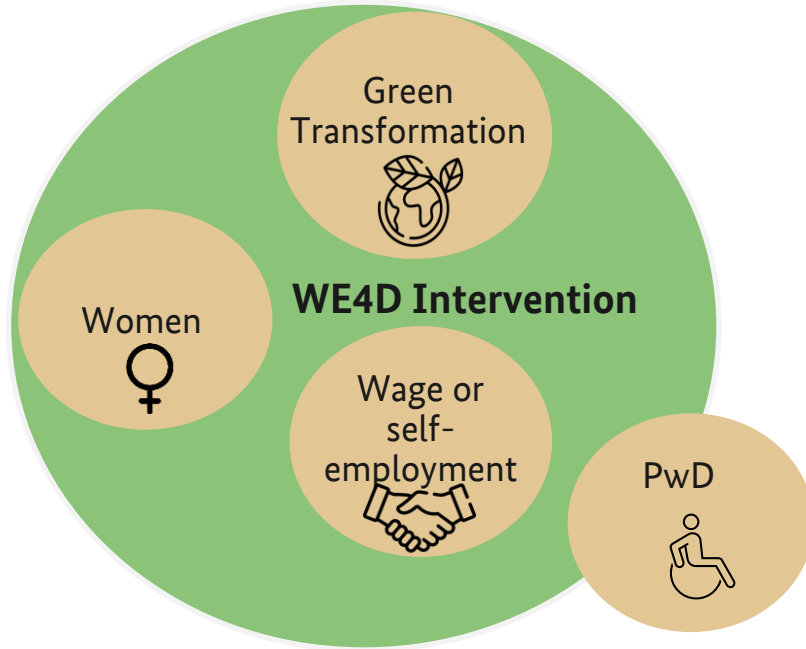 Green
Transformation
WE4D Intervention
Women
Wage or
self-
employment
PwD